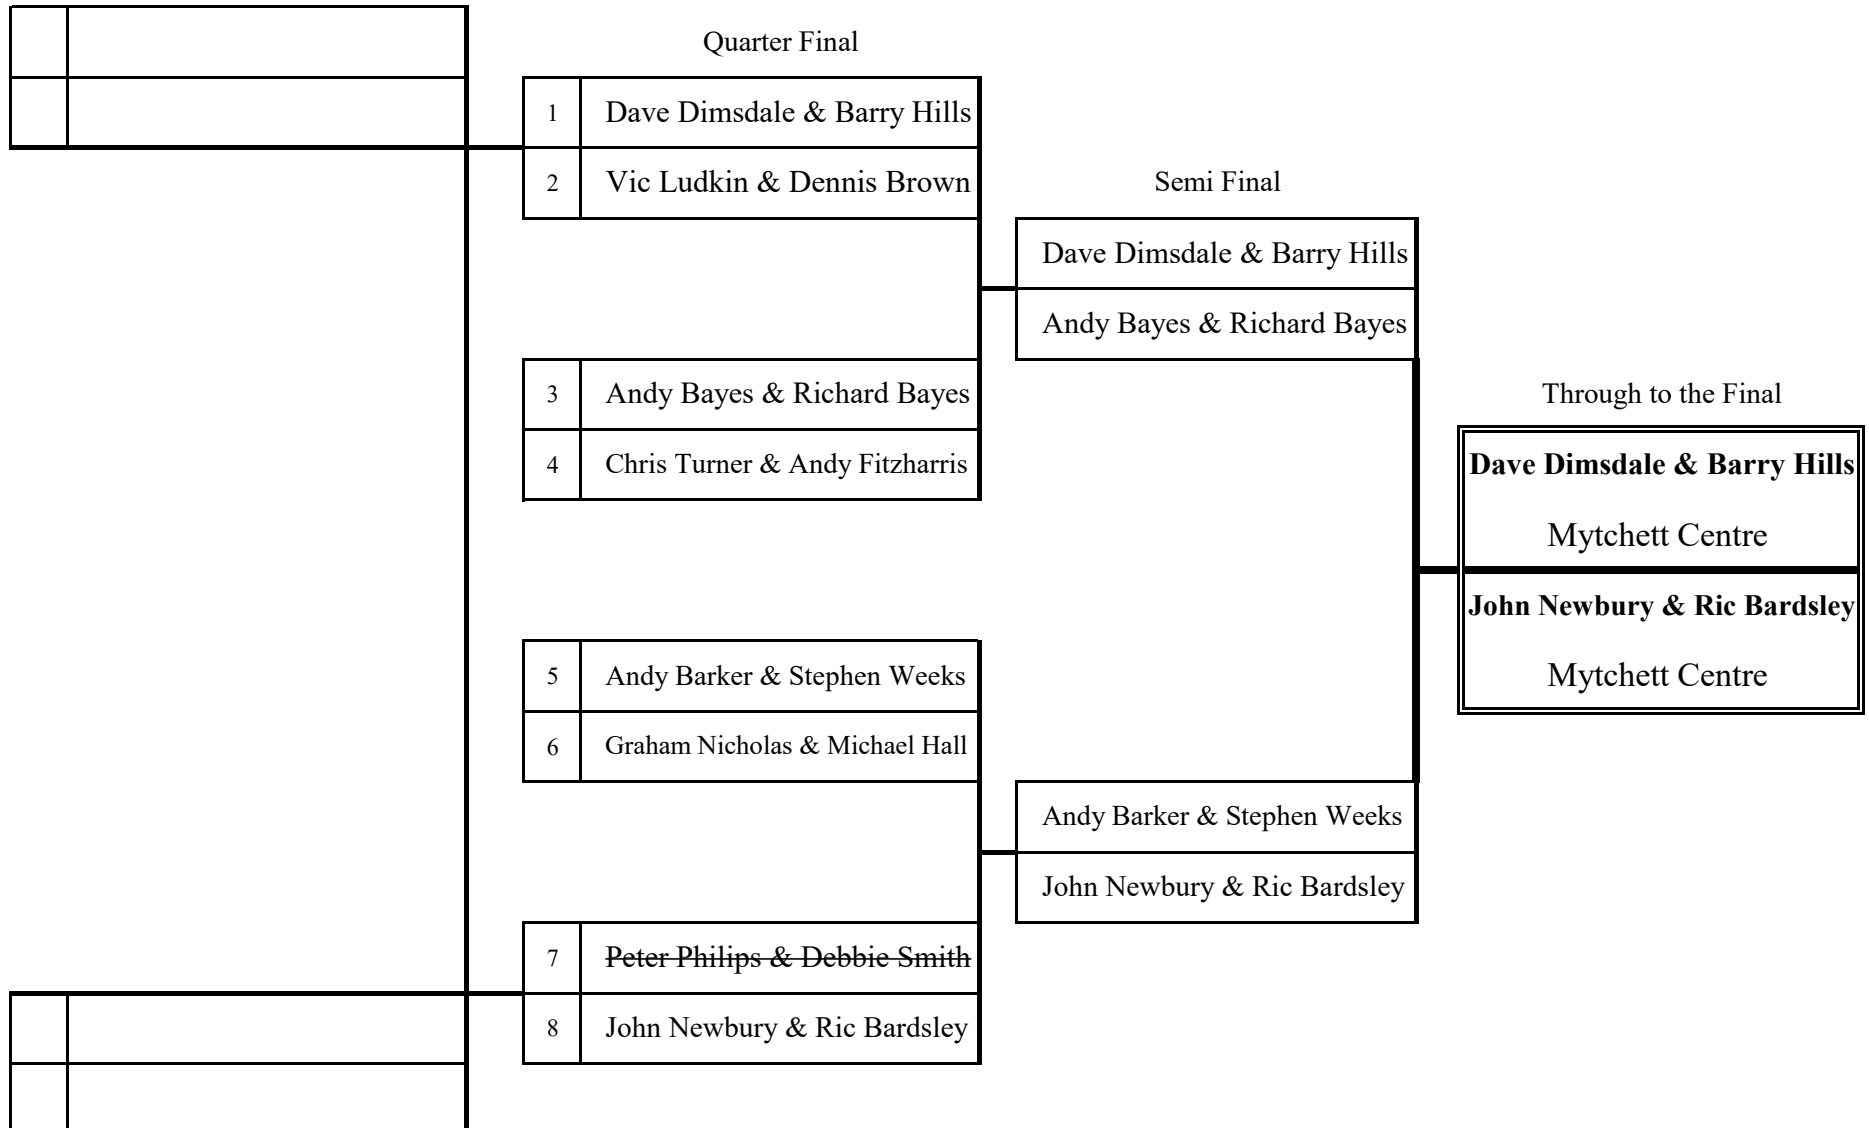 Quarter Final
1 Dave Dimsdale & Barry Hills
2 Vic Ludkin & Dennis Brown
Semi Final
Dave Dimsdale & Barry Hills
Andy Bayes & Richard Bayes
3 Andy Bayes & Richard Bayes
Through to the Final
4 Chris Turner & Andy Fitzharris
Dave Dimsdale & Barry Hills
Mytchett Centre
John Newbury & Ric Bardsley
Mytchett Centre
5 Andy Barker & Stephen Weeks
6 Graham Nicholas & Michael Hall
Andy Barker & Stephen Weeks
John Newbury & Ric Bardsley
7 Peter Philips & Debbie Smith
8 John Newbury & Ric Bardsley